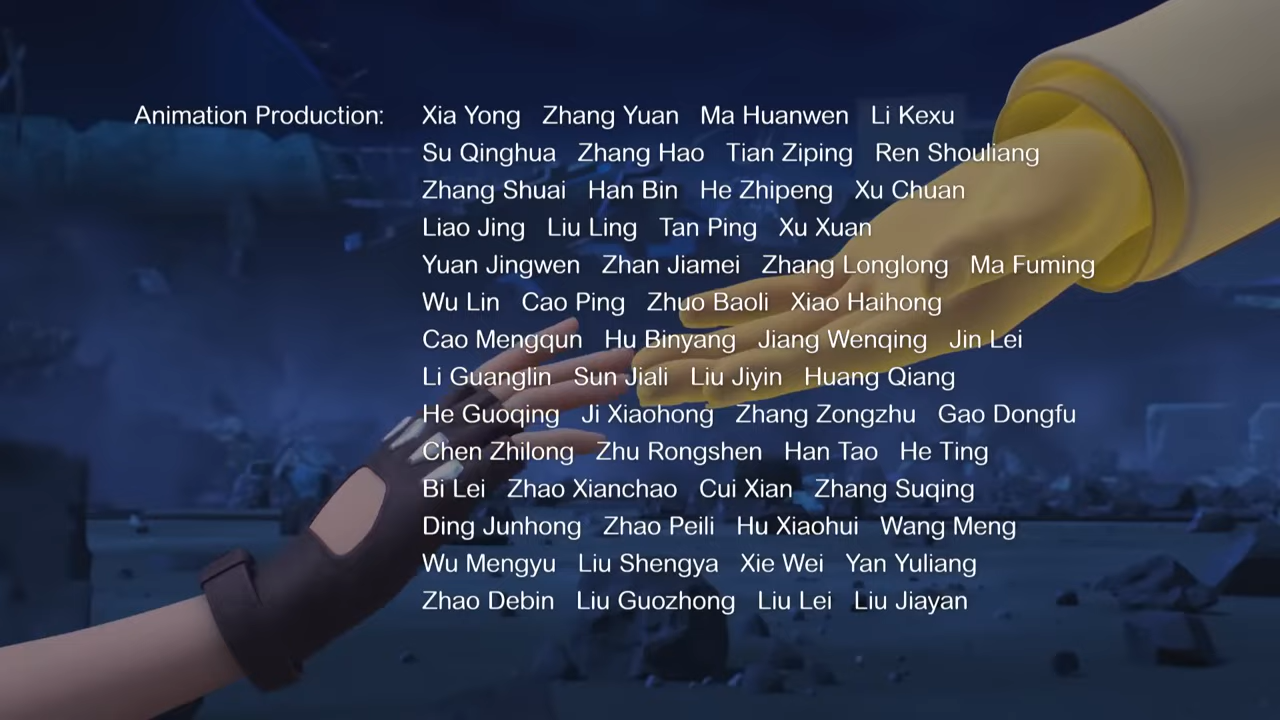 Animation Production: Xia Yong Zhang Yuan Ma Huanwen Li Kexu
Su Qinghua Zhang Hao Tian Ziping Ren Shouliang
Zhang Shuai Han Bin He Zhipeng Xu Chuan
Liao Jing Liu Ling Tan Ping Xu Xuan
Yuan Jingwen Zhan Jiamei Zhang Longlong Ma Fuming
Wu Lin Cao Ping Zhuo Baoli Xiao Haihong
Cao Mengqun Hu Binyang Jiang Wenqing Jin Lei
Li Guanglin Sun Jiali Liu Jiyin Huang Qiang
He Guoqing Ji Xiaohong Zhang Zongzhu Gao Dongfu
Chen Zhilong Zhu Rongshen Han Tao He Ting
Bi Lei Zhao Xianchao Cui Xian Zhang Suqing
Ding Junhong Zhao Peili Hu Xiaohui Wang Meng
Wu Mengyu Liu Shengya Xie Wei Yan Yuliang
Zhao Debin Liu Guozhong Liu Lei Liu Jiayan